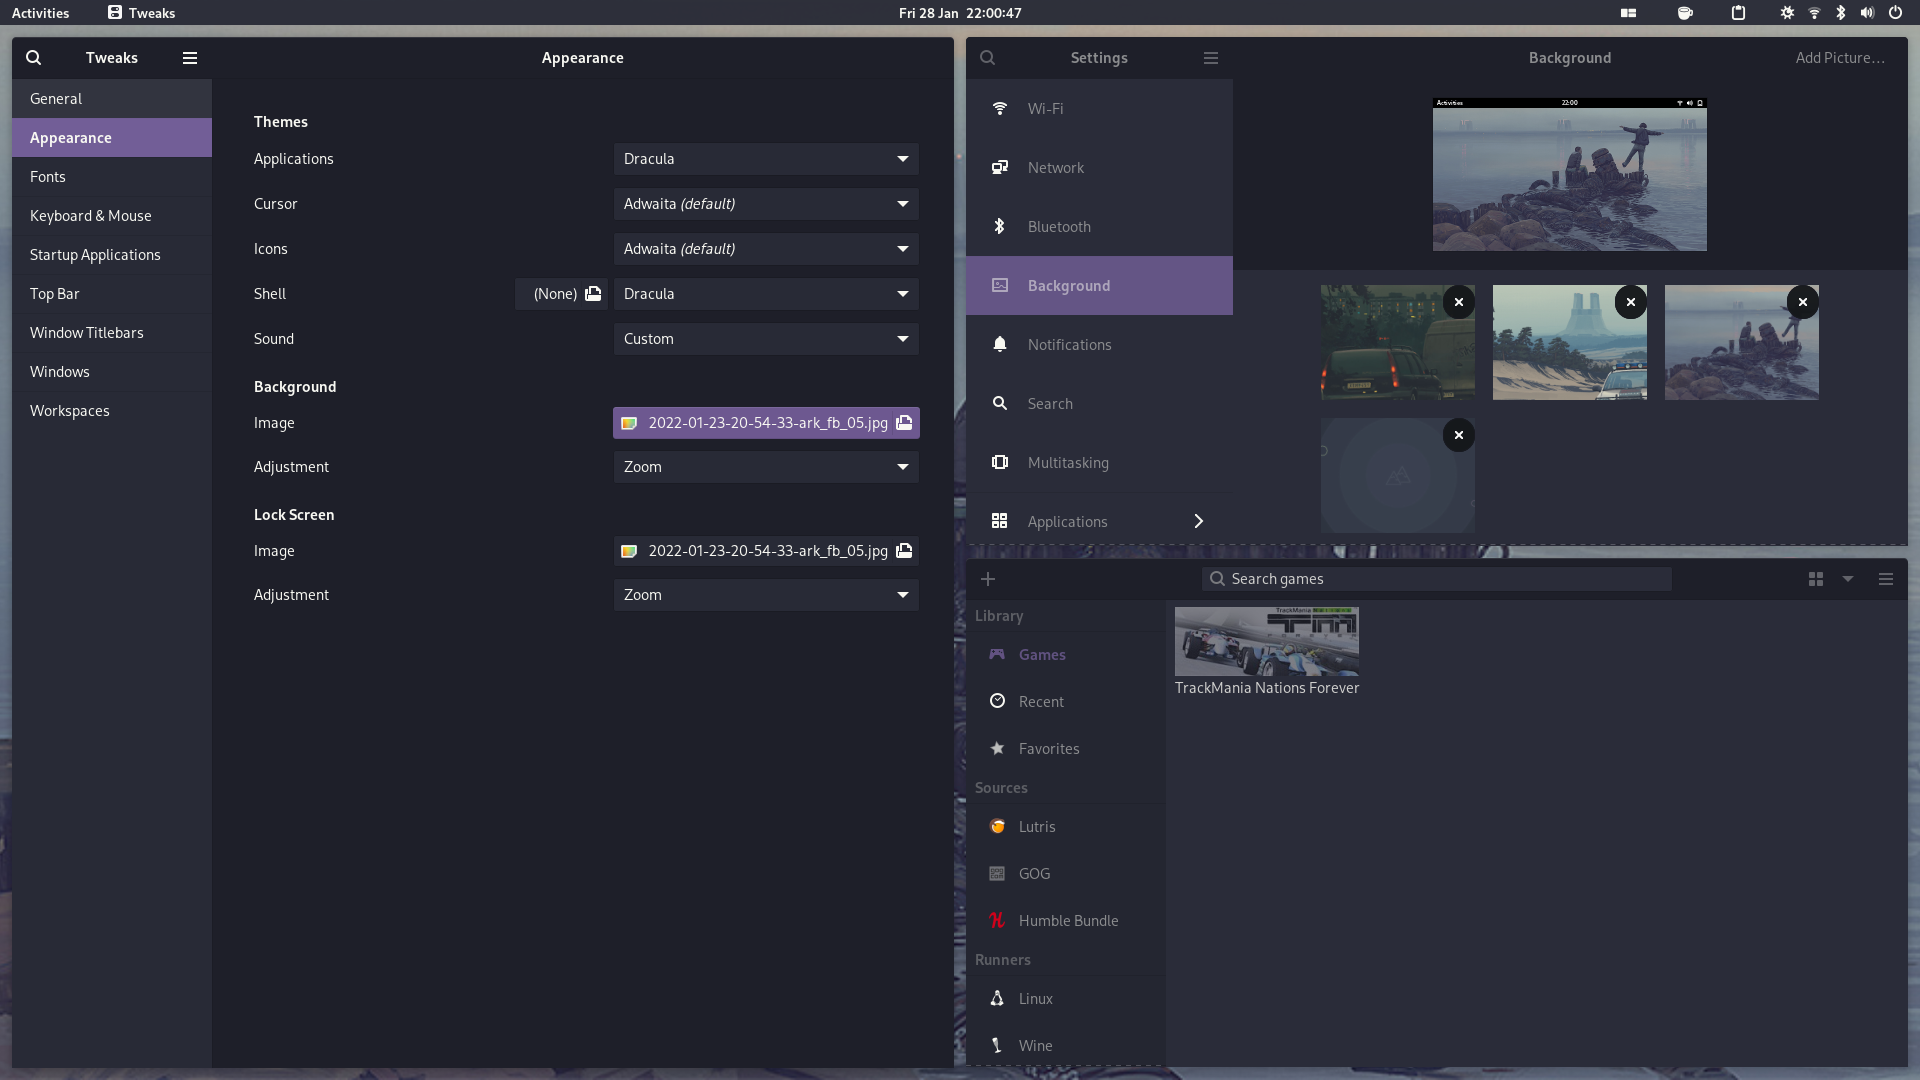 Activities
Tweaks
Fri 28 Jan 22:00:47
Tweaks
Appearance
General
Appearance
Fonts
Keyboard & Mouse
Startup Applications
Top Bar
Window Titlebars
Windows
Workspaces
Themes
Applications
Dracula
Cursor
Adwaita (default)
Icons
Adwaita (default)
Shell
(None)
Dracula
Sound
Custom
Background
Image
2022-01-23-20-54-33-ark_fb_05.jpg
Adjustment
Zoom
Lock Screen
Image
2022-01-23-20-54-33-ark_fb_05.jpg
Adjustment
Zoom
Settings
Background
Add Picture…
Wi-Fi
Network
Bluetooth
Background
Notifications
Search
Multitasking
Applications
Activities
22:00
Search games
Library
Games
Recent
Favorites
Sources
Lutris
GOG
Humble Bundle
Runners
Linux
Wine
TrackMania
TrackMania Nations Forever